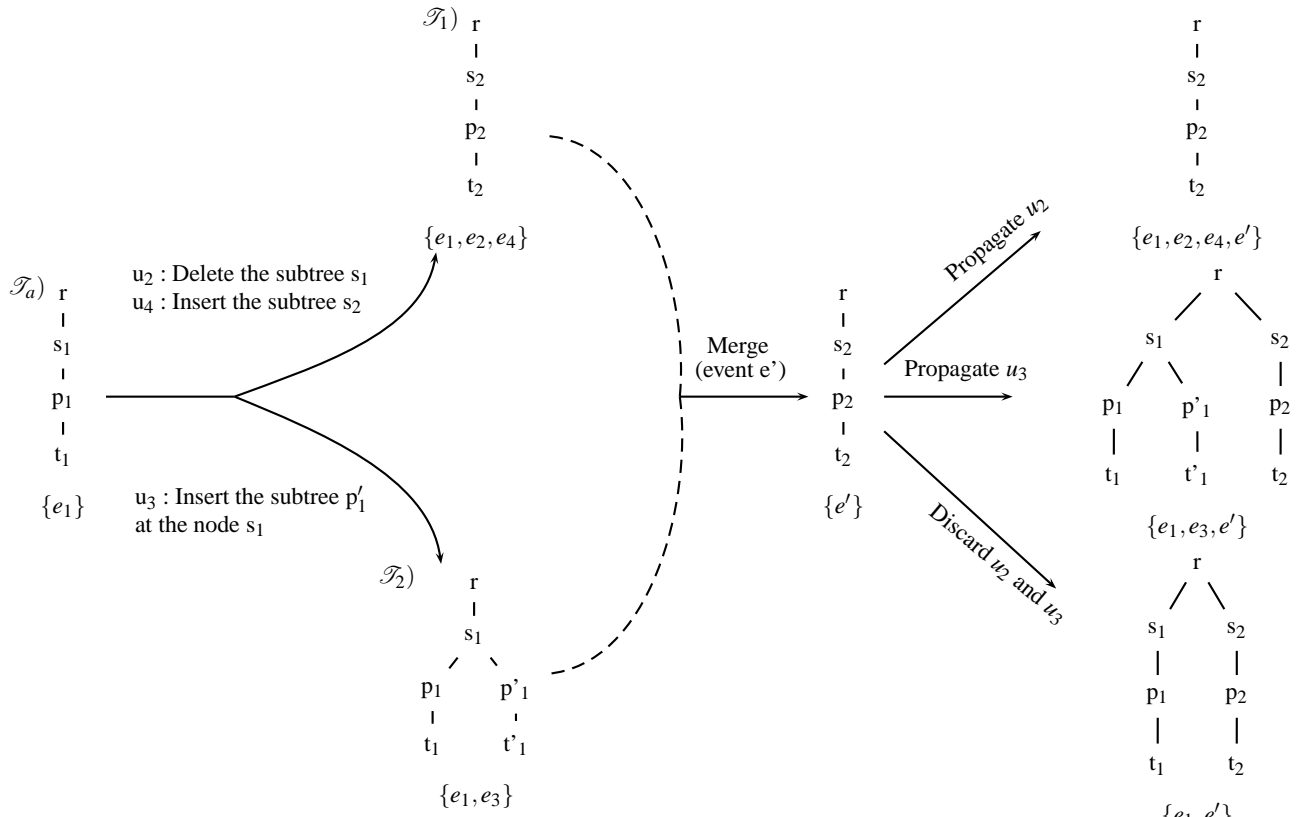 𝒯a)
r
s1
p1
t1
{e1}
u2 : Delete the subtree s1
u4 : Insert the subtree s2
u3 : Insert the subtree p′1
at the node s1
𝒯1)
r
s2
p2
t2
{e1, e2, e4}
𝒯2)
r
s1
p1 p'1
t1 t'1
{e1, e3}
Merge
(event e')
r
s2
p2
t2
{e′}
Propagate u2
Propagate u3
Discard u2 and u3
r
s2
p2
t2
{e1, e2, e4, e′}
r
s1 s2
p1 p'1 p2
t1 t'1 t2
{e1, e3, e′}
r
s1 s2
p1 p2
t1 t2
{e1, e′}